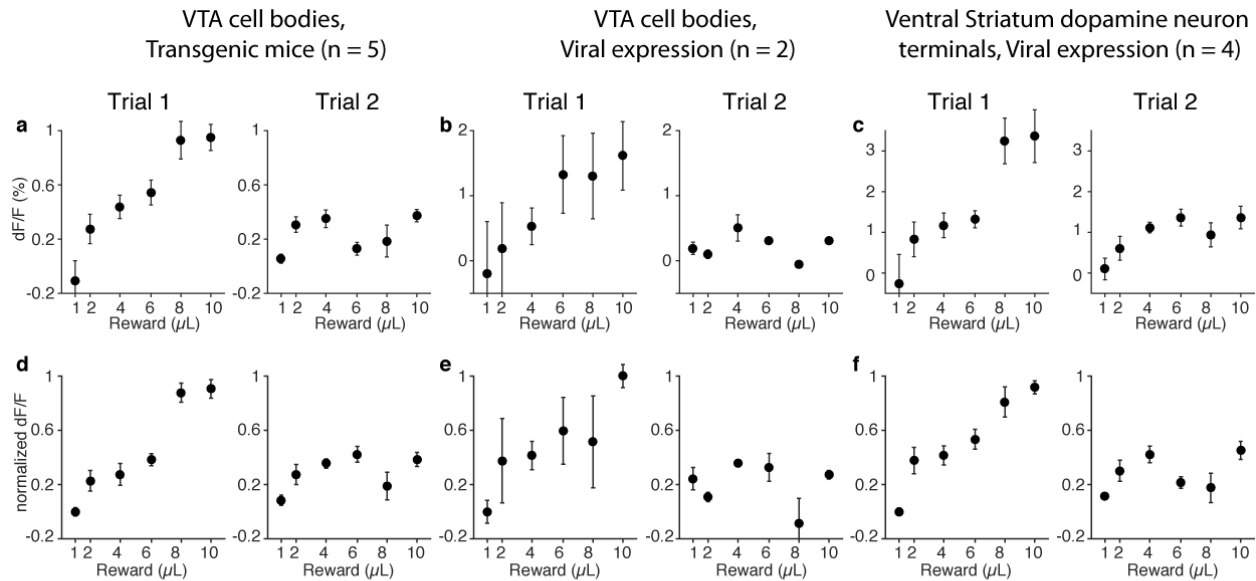 VTA cell bodies,
Transgenic mice (n = 5)
VTA cell bodies,
Viral expression (n = 2)
Ventral Striatum dopamine neuron
terminals, Viral expression (n = 4)
Trial 1
Trial 2
Trial 1
Trial 2
Trial 1
Trial 2
a
dF/F (%)
1
0.6
0.2
-0.2
1 2 4 6 8 10
Reward (µL)
1
0.6
0.2
-0.2
1 2 4 6 8 10
Reward (µL)
b
2
1
0
1 2 4 6 8 10
Reward (µL)
2
1
0
1 2 4 6 8 10
Reward (µL)
c
3
2
1
0
1 2 4 6 8 10
Reward (µL)
3
2
1
0
1 2 4 6 8 10
Reward (µL)
d
normalized dF/F
1
0.6
0.2
-0.2
1 2 4 6 8 10
Reward (µL)
1
0.6
0.2
-0.2
1 2 4 6 8 10
Reward (µL)
e
1
0.6
0.2
-0.2
1 2 4 6 8 10
Reward (µL)
1
0.6
0.2
-0.2
1 2 4 6 8 10
Reward (µL)
f
1
0.6
0.2
-0.2
1 2 4 6 8 10
Reward (µL)
1
0.6
0.2
-0.2
1 2 4 6 8 10
Reward (µL)